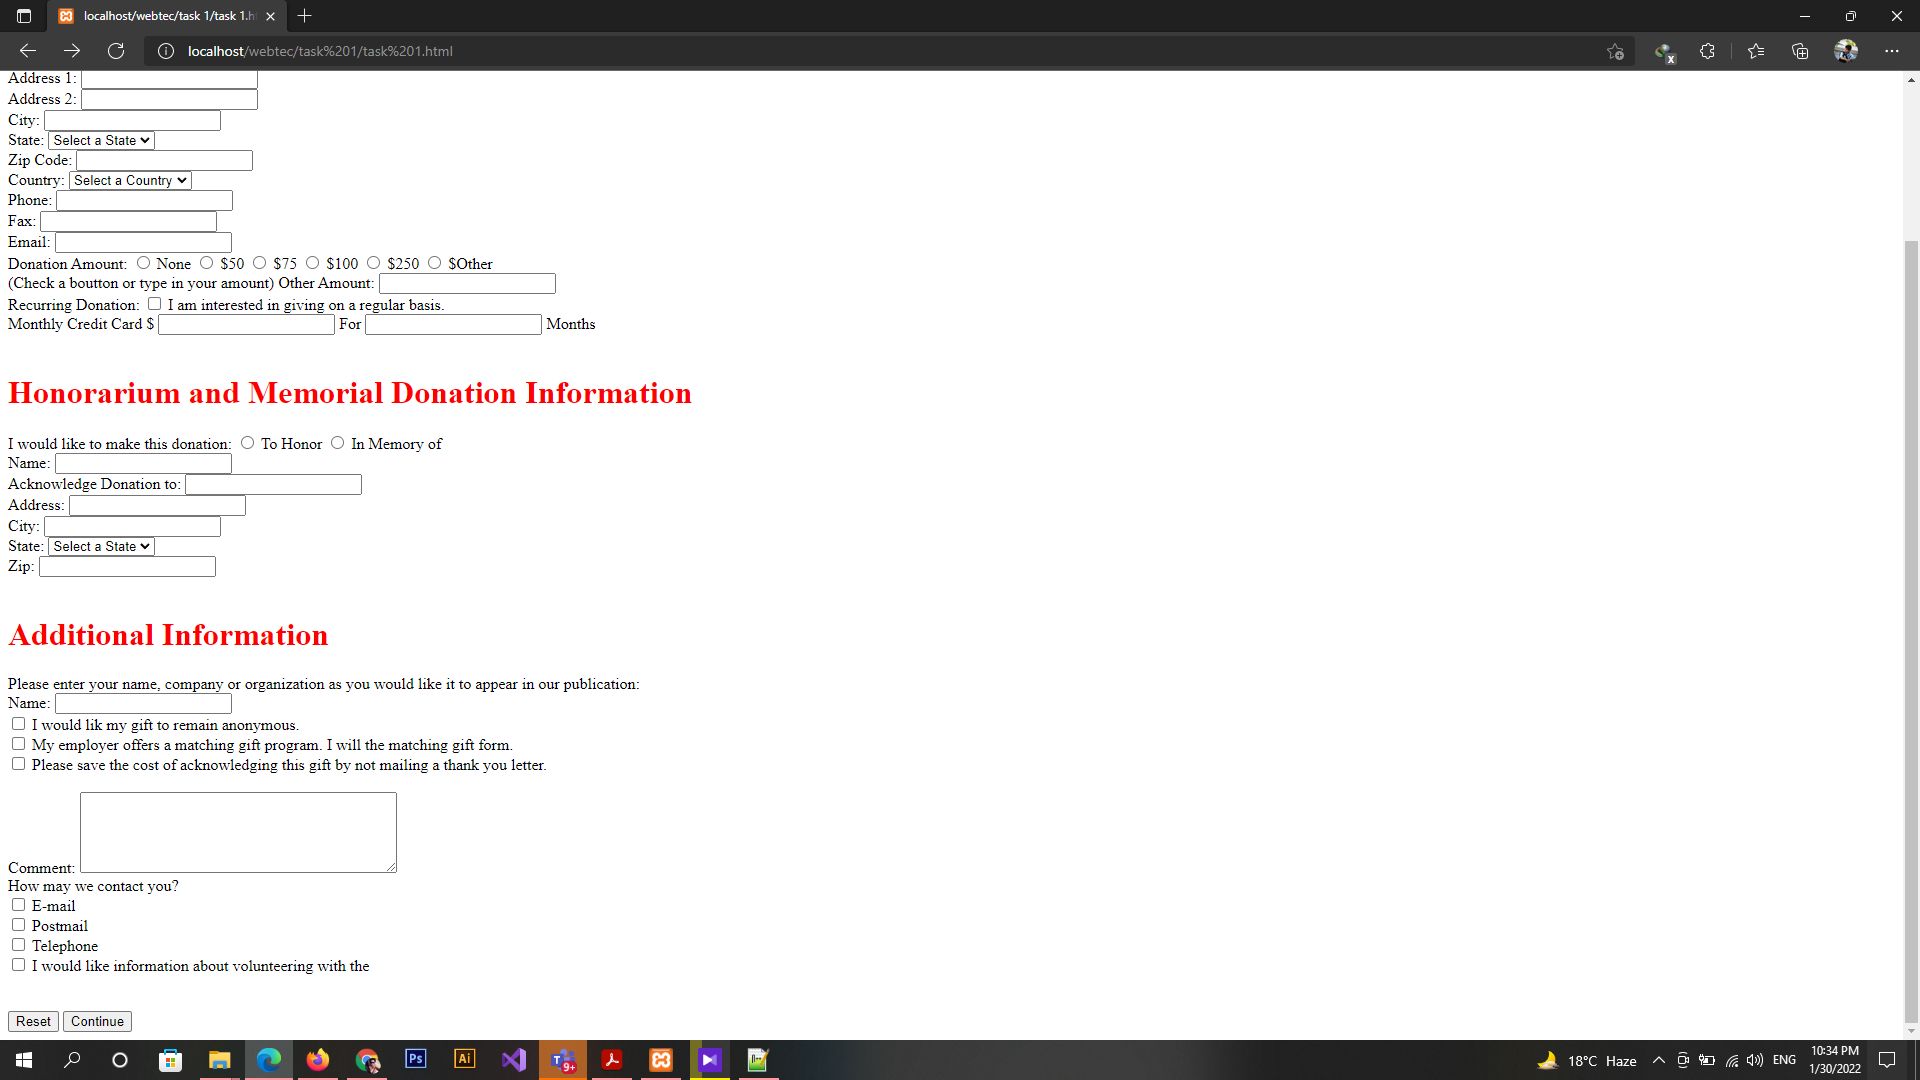 localhost/webtec/task 1/task 1.h
localhost/webtec/task%201/task%201.html
Address 1:
Address 2:
City:
State: Select a State
Zip Code:
Country: Select a Country
Phone:
Fax:
Email:
Donation Amount: None $50 $75 $100 $250 $Other
(Check a boutton or type in your amount) Other Amount:
Recurring Donation: I am interested in giving on a regular basis.
Monthly Credit Card $ For Months
Honorarium and Memorial Donation Information
I would like to make this donation: To Honor In Memory of
Name:
Acknowledge Donation to:
Address:
City:
State: Select a State
Zip:
Additional Information
Please enter your name, company or organization as you would like it to appear in our publication:
Name:
I would lik my gift to remain anonymous.
My employer offers a matching gift program. I will the matching gift form.
Please save the cost of acknowledging this gift by not mailing a thank you letter.
Comment:
How may we contact you?
E-mail
Postmail
Telephone
I would like information about volunteering with the
Reset Continue
Ps Ai T 9+ 18°C Haze ENG 10:34 PM
1/30/2022